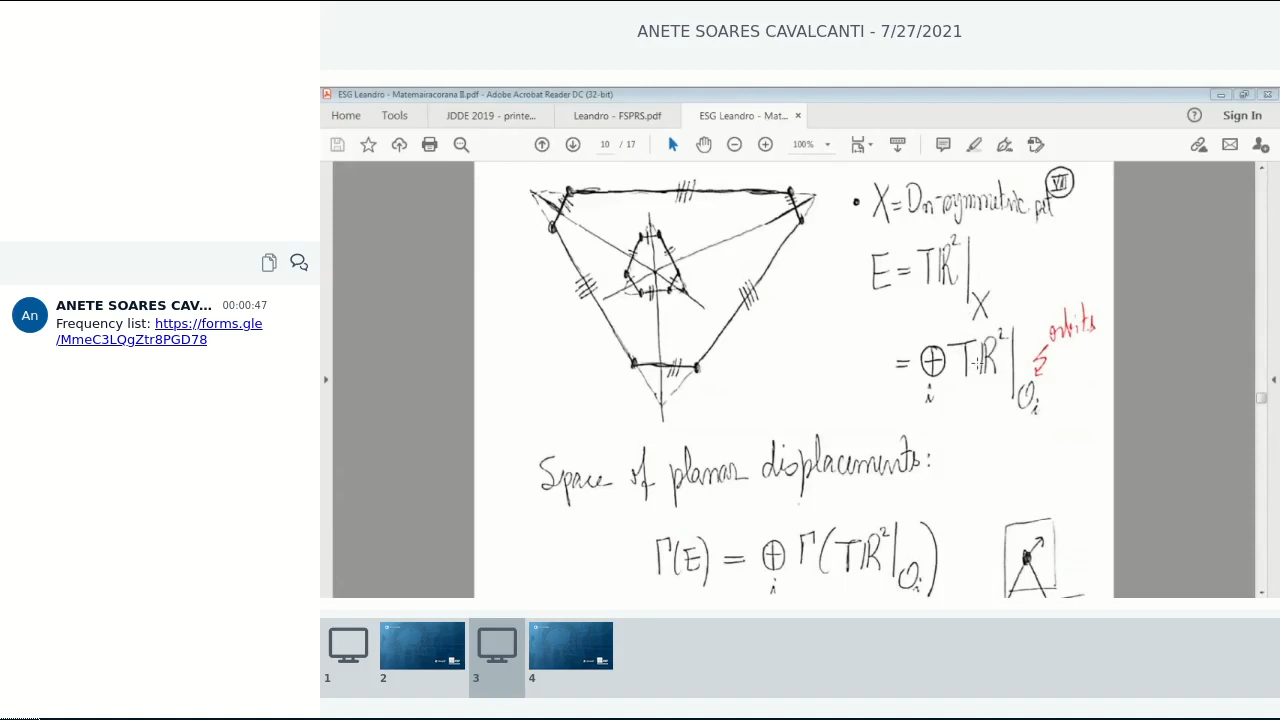 ANETE SOARES CAVALCANTI - 7/27/2021
ESG Leandro - Matemairacorana II.pdf - Adobe Acrobat Reader DC (32-bit)
Home Tools JDDE 2019 - printe... Leandro - FSPRS.pdf ESG Leandro - Mat... × Sign In
10 / 17 100%
• X = Dn-symmetric pet VII
E = Tℝ²|X
= ⊕i Tℝ²|Oi orbits
Space of planar displacements:
Γ(E) = ⊕i Γ(Tℝ²|Oi)
An ANETE SOARES CAV... 00:00:47
Frequency list: https://forms.gle
/MmeC3LQgZtr8PGD78
1 2 3 4